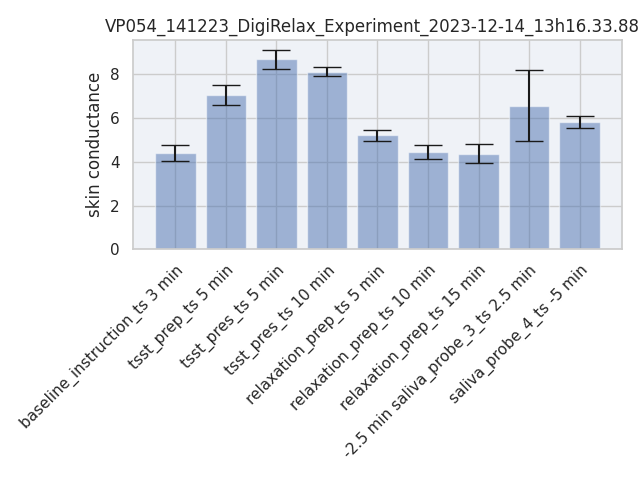 VP054_141223_DigiRelax_Experiment_2023-12-14_13h16.33.88
skin conductance
8
6
4
2
0
baseline_instruction_ts 3 min
tsst_prep_ts 5 min
tsst_pres_ts 5 min
tsst_pres_ts 10 min
relaxation_prep_ts 5 min
relaxation_prep_ts 10 min
relaxation_prep_ts 15 min
-2.5 min saliva_probe_3_ts 2.5 min
saliva_probe_4_ts -5 min